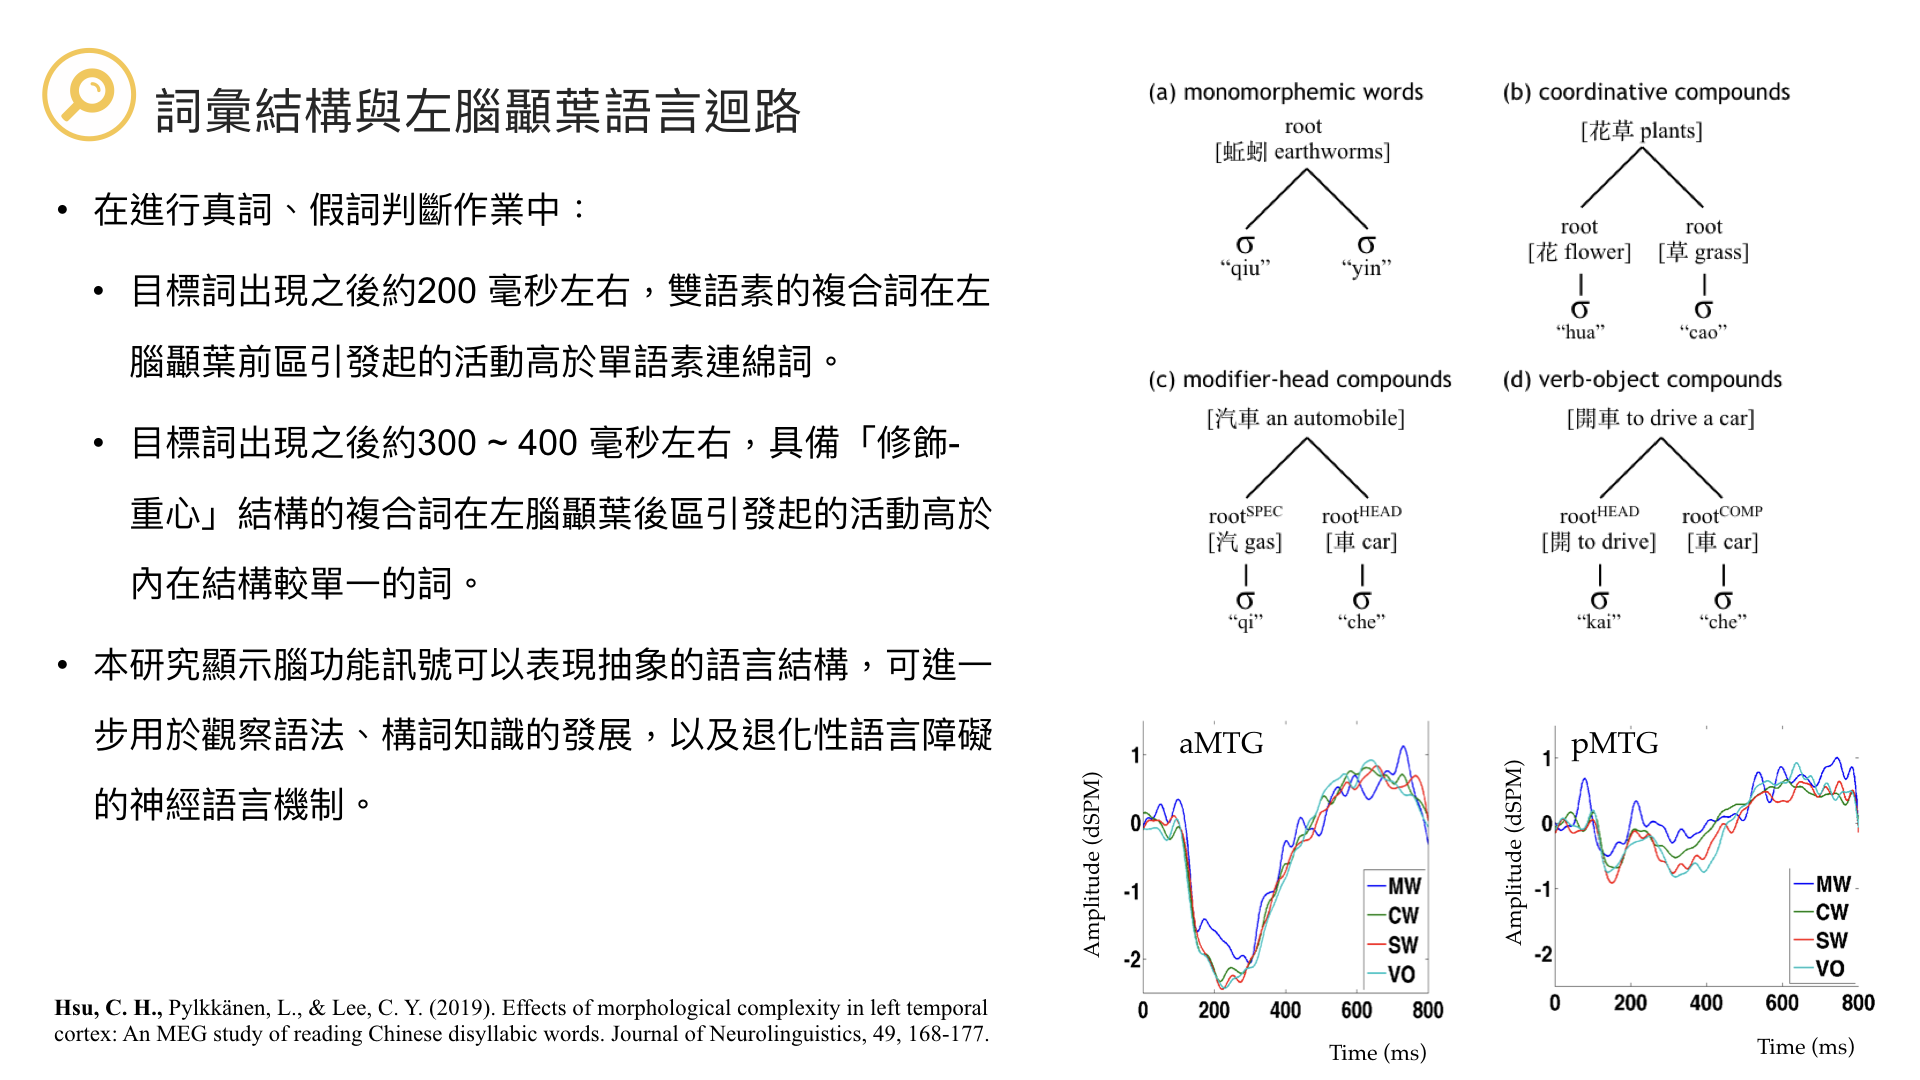 詞彙結構與左腦顳葉語言迴路
• 在進行真詞、假詞判斷作業中：
• 目標詞出現之後約200 毫秒左右，雙語素的複合詞在左
腦顳葉前區引發起的活動高於單語素連綿詞。
• 目標詞出現之後約300 ~ 400 毫秒左右，具備「修飾-
重心」結構的複合詞在左腦顳葉後區引發起的活動高於
內在結構較單一的詞。
• 本研究顯示腦功能訊號可以表現抽象的語言結構，可進一
步用於觀察語法、構詞知識的發展，以及退化性語言障礙
的神經語言機制。
Hsu, C. H., Pylkkänen, L., & Lee, C. Y. (2019). Effects of morphological complexity in left temporal
cortex: An MEG study of reading Chinese disyllabic words. Journal of Neurolinguistics, 49, 168-177.
(a) monomorphemic words
root
[蚯蚓 earthworms]
σ σ
“qiu” “yin”
(b) coordinative compounds
[花草 plants]
root root
[花 flower] [草 grass]
σ σ
“hua” “cao”
(c) modifier-head compounds
[汽車 an automobile]
rootSPEC rootHEAD
[汽 gas] [車 car]
σ σ
“qi” “che”
(d) verb-object compounds
[開車 to drive a car]
rootHEAD rootCOMP
[開 to drive] [車 car]
σ σ
“kai” “che”
aMTG
Amplitude (dSPM)
1
0
-1
-2
MW
CW
SW
VO
0 200 400 600 800
Time (ms)
pMTG
Amplitude (dSPM)
1
0
-1
-2
MW
CW
SW
VO
0 200 400 600 800
Time (ms)